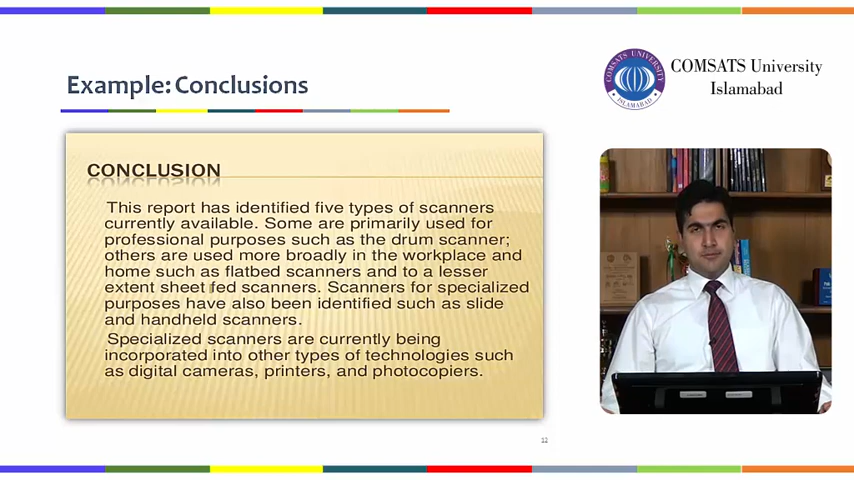 Example: Conclusions
COMSATS University
Islamabad
COMSATS UNIVERSITY
ISLAMABAD
CONCLUSION
This report has identified five types of scanners
currently available. Some are primarily used for
professional purposes such as the drum scanner;
others are used more broadly in the workplace and
home such as flatbed scanners and to a lesser
extent sheet fed scanners. Scanners for specialized
purposes have also been identified such as slide
and handheld scanners.
Specialized scanners are currently being
incorporated into other types of technologies such
as digital cameras, printers, and photocopiers.
12